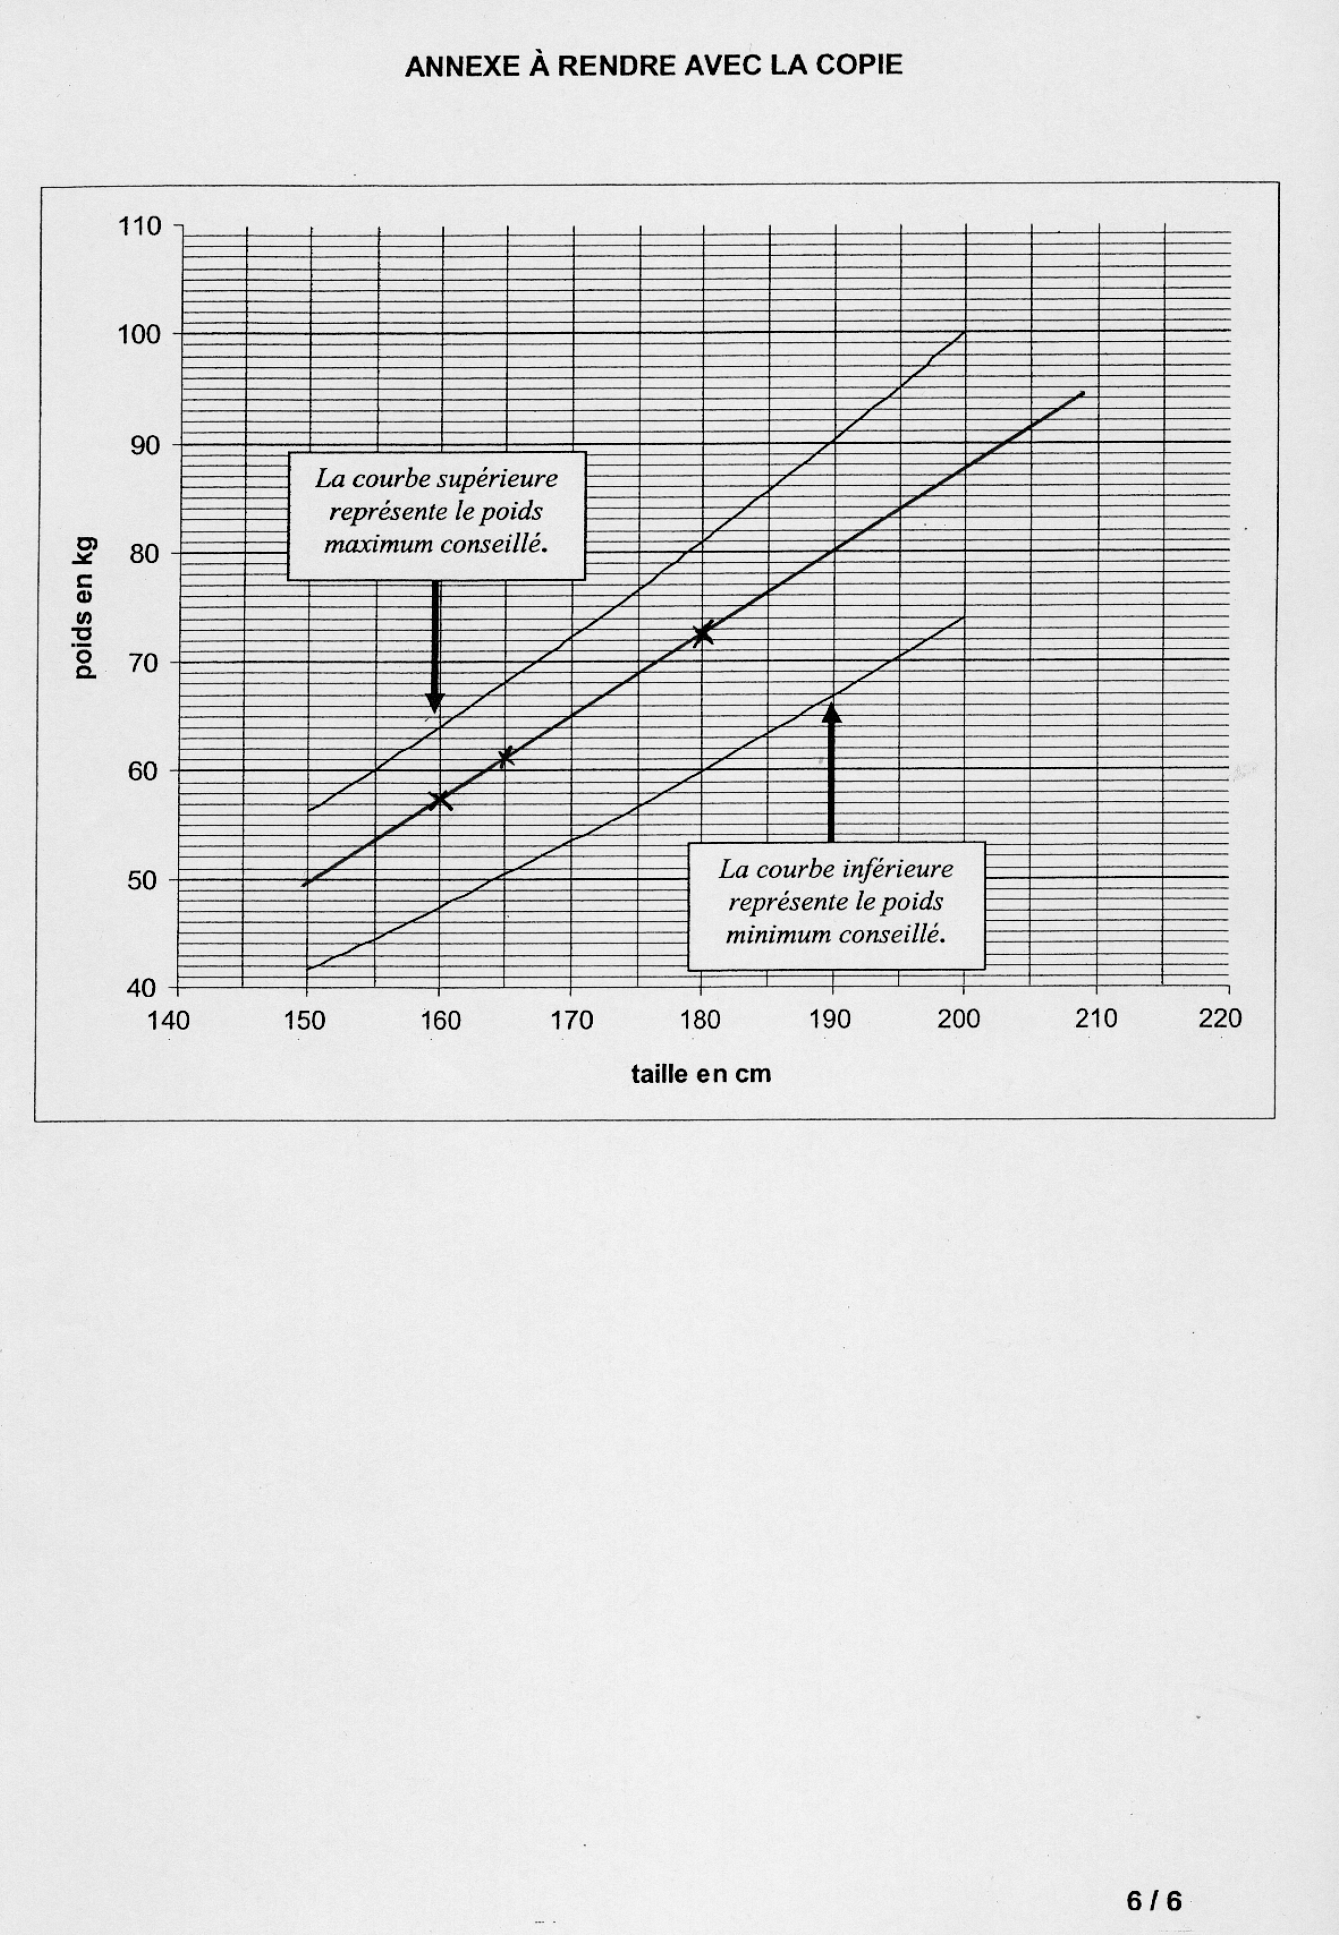 ANNEXE À RENDRE AVEC LA COPIE
110
100
90
80
70
60
50
40
poids en kg
La courbe supérieure
représente le poids
maximum conseillé.
La courbe inférieure
représente le poids
minimum conseillé.
140 150 160 170 180 190 200 210 220
taille en cm
6 / 6